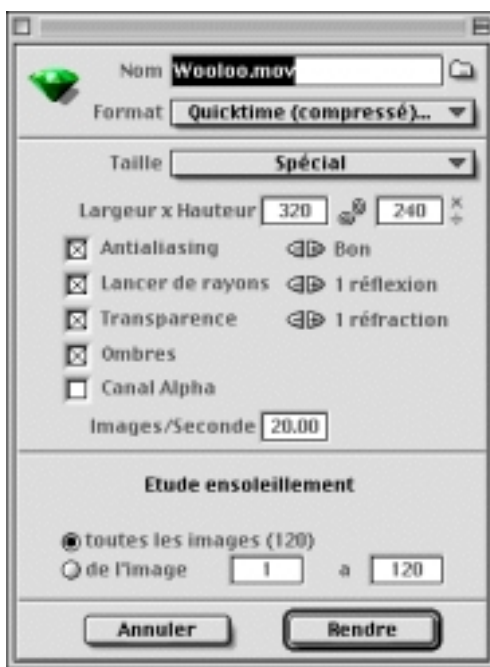 Nom Wooloo.mov
Format Quicktime (compressé)...
Taille Spécial
Largeur x Hauteur 320 240
Antialiasing Bon
Lancer de rayons 1 réflexion
Transparence 1 réfraction
Ombres
Canal Alpha
Images/Seconde 20.00
Etude ensoleillement
toutes les images (120)
de l'image 1 a 120
Annuler Rendre